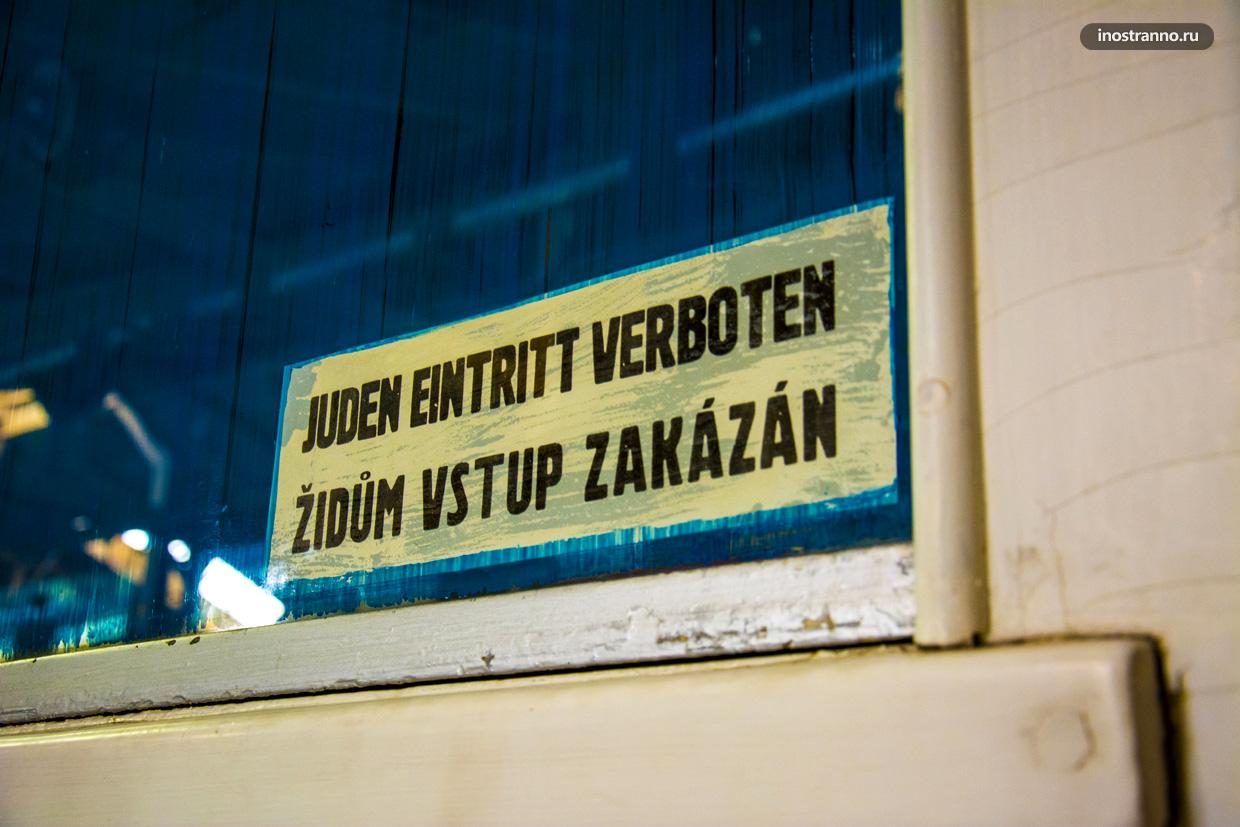 inostranno.ru
JUDEN EINTRITT VERBOTEN
ŽIDŮM VSTUP ZAKÁZÁN